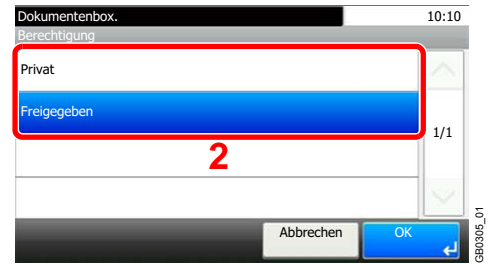 Dokumentenbox. 10:10
Berechtigung
Privat
Freigegeben
1/1
2
Abbrechen OK
GB0305_01